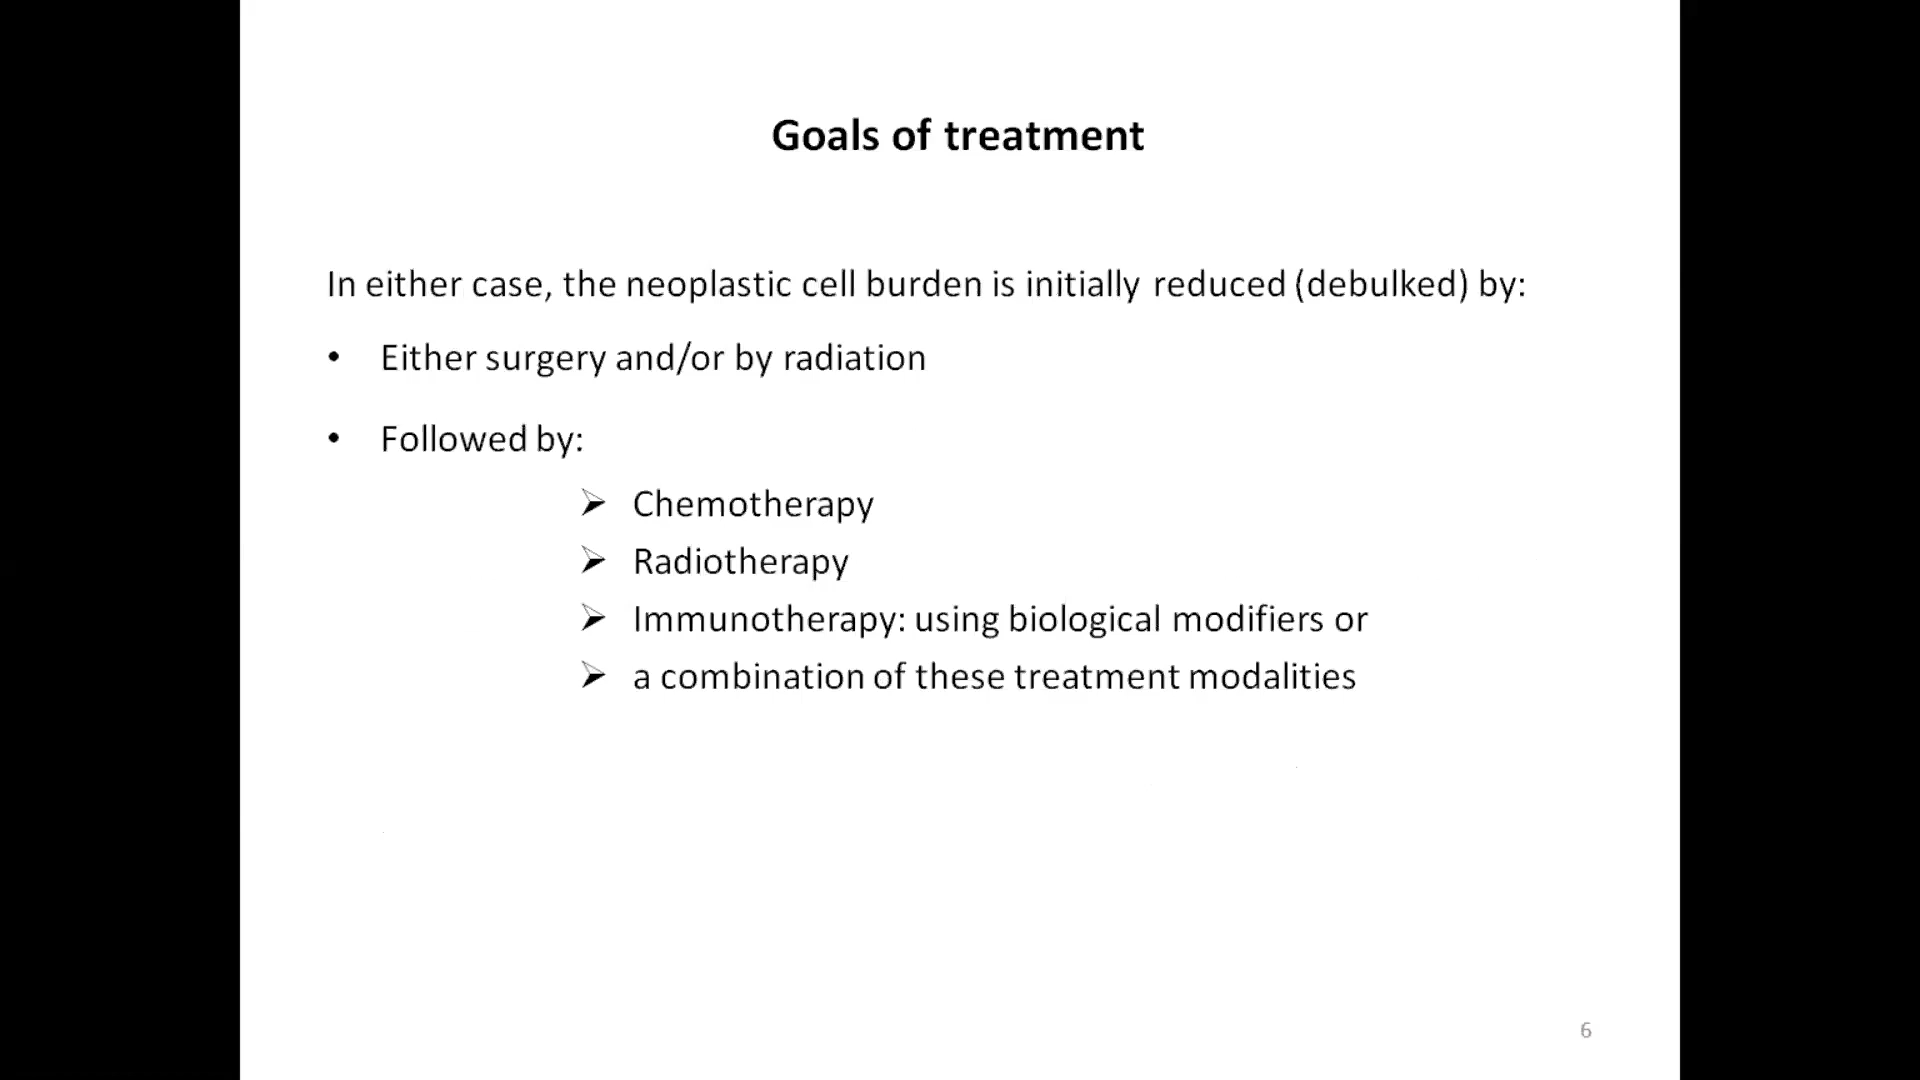 Goals of treatment
In either case, the neoplastic cell burden is initially reduced (debulked) by:
• Either surgery and/or by radiation
• Followed by:
➢ Chemotherapy
➢ Radiotherapy
➢ Immunotherapy: using biological modifiers or
➢ a combination of these treatment modalities
6